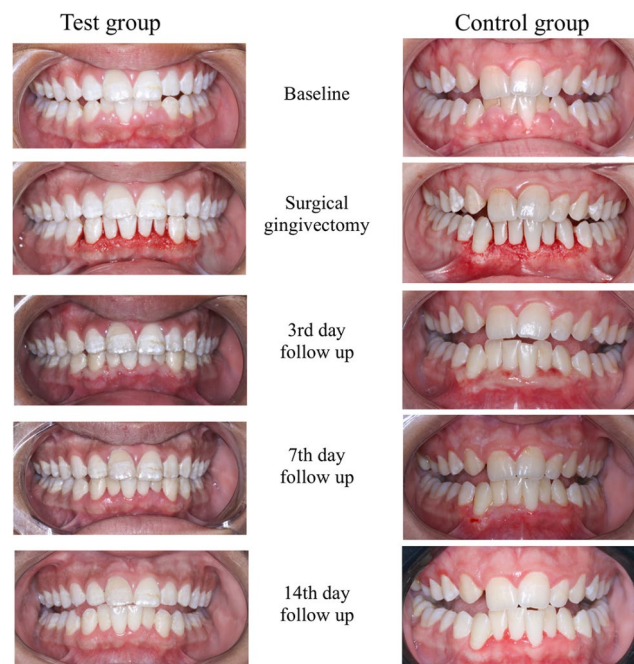 Test group
Control group
Baseline
Surgical
gingivectomy
3rd day
follow up
7th day
follow up
14th day
follow up